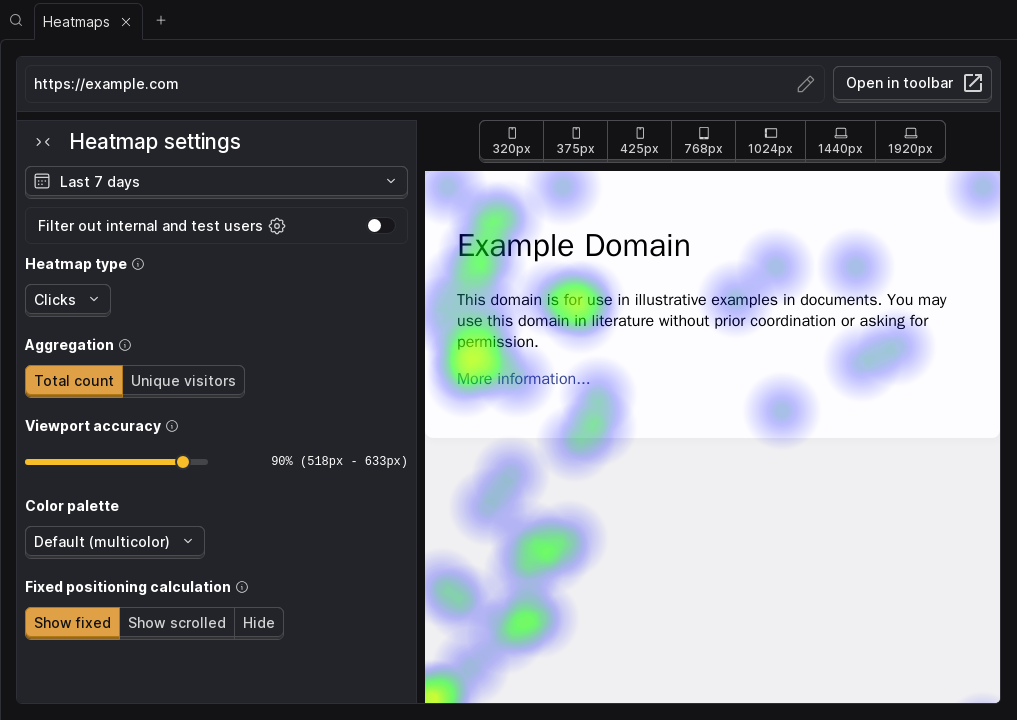 Heatmaps
https://example.com
Open in toolbar
Heatmap settings
320px 375px 425px 768px 1024px 1440px 1920px
Last 7 days
Filter out internal and test users
Heatmap type
Clicks
Aggregation
Total count Unique visitors
Viewport accuracy
90% (518px - 633px)
Color palette
Default (multicolor)
Fixed positioning calculation
Show fixed Show scrolled Hide
Example Domain
This domain is for use in illustrative examples in documents. You may
use this domain in literature without prior coordination or asking for
permission.
More information...